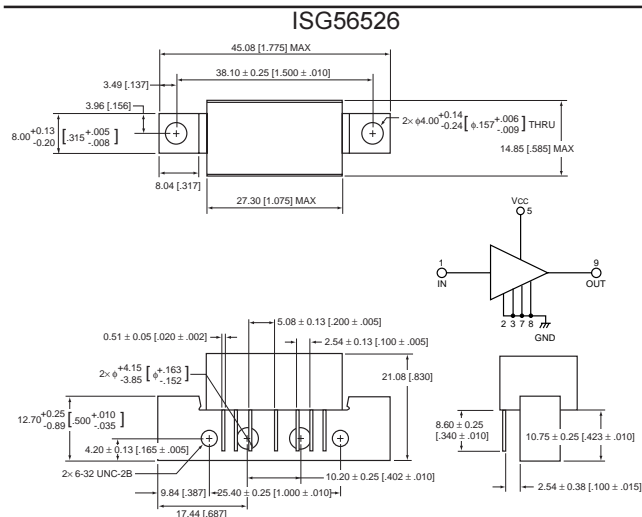 ISG56526
45.08 [1.775] MAX
38.10 ± 0.25 [1.500 ± .010]
3.49 [.137]
3.96 [.156]
8.00 +0.13 -0.20 [.315 +.005 -.008]
2× ϕ4.00 +0.14 -0.24 [ϕ.157 +.006 -.009] THRU
14.85 [.585] MAX
8.04 [.317]
27.30 [1.075] MAX
Vcc
5
1
IN
9
OUT
2 3 7 8
GND
5.08 ± 0.13 [.200 ± .005]
0.51 ± 0.05 [.020 ± .002]
2.54 ± 0.13 [.100 ± .005]
2× ϕ +4.15 -3.85 [ϕ +.163 -.152]
21.08 [.830]
12.70 +0.25 -0.89 [.500 +.010 -.035]
4.20 ± 0.13 [.165 ± .005]
2× 6-32 UNC-2B
10.20 ± 0.25 [.402 ± .010]
9.84 [.387]
25.40 ± 0.25 [1.000 ± .010]
17.44 [.687]
8.60 ± 0.25
[.340 ± .010]
10.75 ± 0.25 [.423 ± .010]
2.54 ± 0.38 [.100 ± .015]